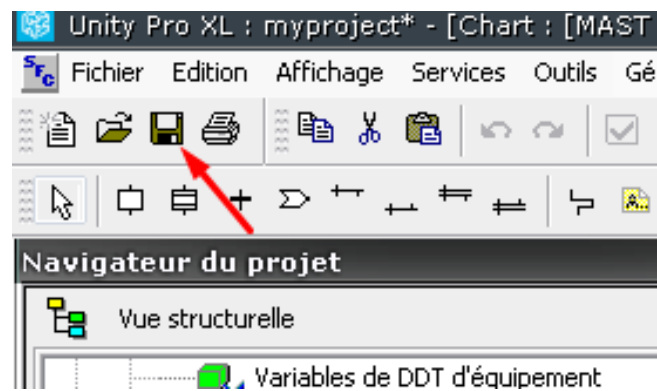 Unity Pro XL : myproject* - [Chart : [MAST
SFC Fichier Edition Affichage Services Outils Gé
Navigateur du projet
Vue structurelle
Variables de DDT d'équipement